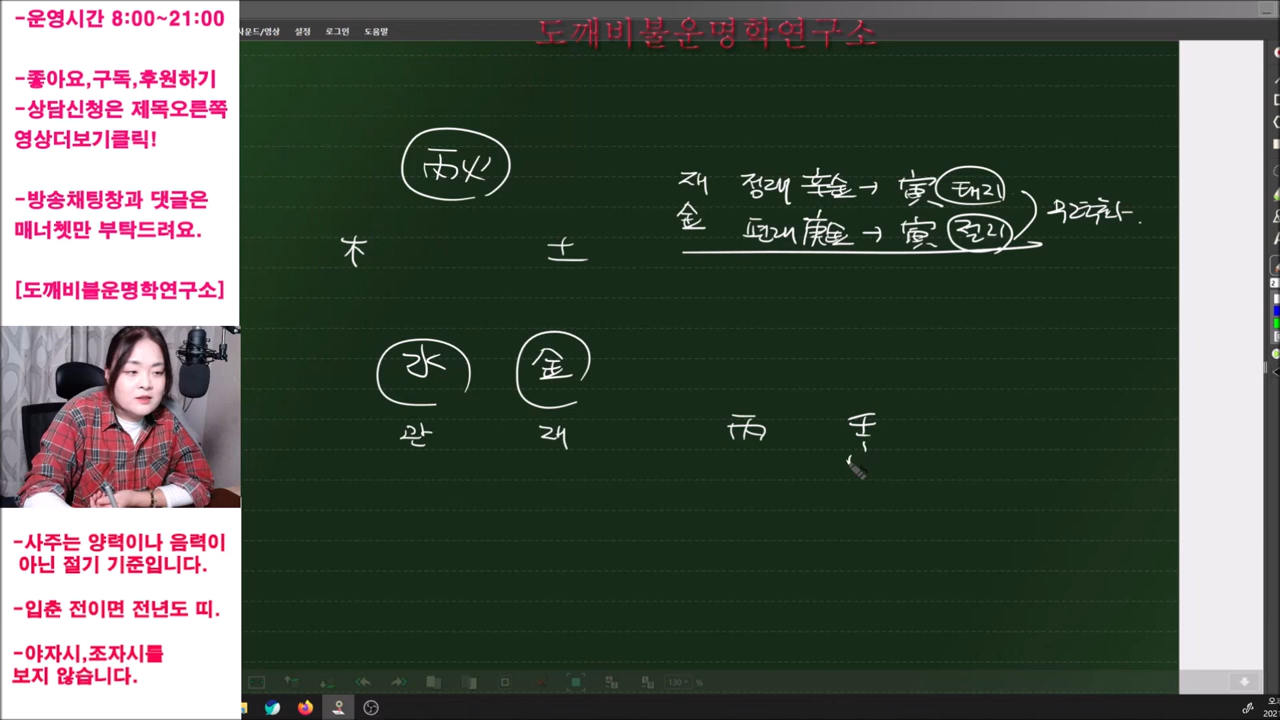 -운영시간 8:00~21:00
-좋아요,구독,후원하기
-상담신청은 제목오른쪽
영상더보기클릭!
-방송채팅창과 댓글은
매너쳇만 부탁드려요.
[도깨비불운명학연구소]
-사주는 양력이나 음력이
아닌 절기 기준입니다.
-입춘 전이면 전년도 띠.
-야자시,조자시를
보지 않습니다.
사운드/영상 설정 로그인 도움말
도깨비불운명학연구소
丙火
木 土
水 金
관 재
재 정재 辛金 → 寅 태지
金 편재 庚金 → 寅 절지
丙 壬
130 %